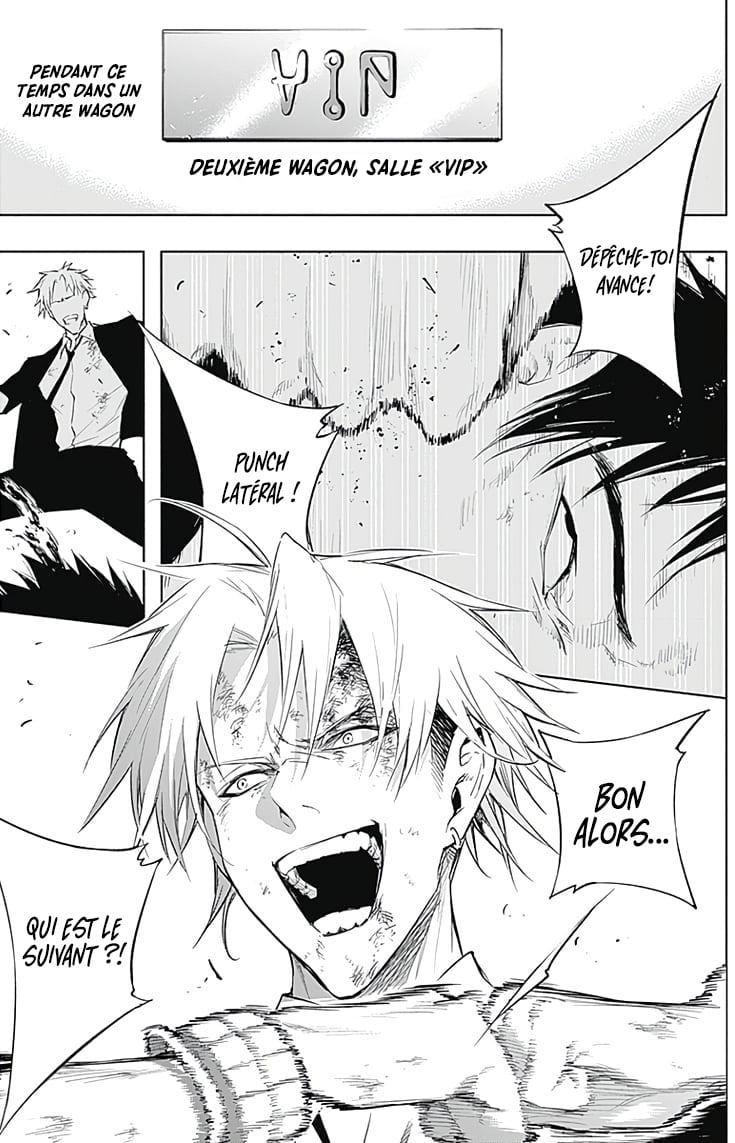 PENDANT CE
TEMPS DANS UN
AUTRE WAGON
VIP
DEUXIÈME WAGON, SALLE «VIP»
DÉPÊCHE-TOI
AVANCE!
PUNCH
LATÉRAL !
BON
ALORS...
QUI EST LE
SUIVANT ?!